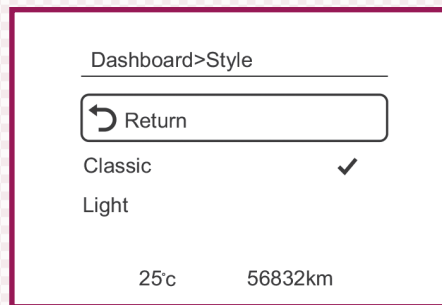 Dashboard>Style
Return
Classic
Light
25°c 56832km